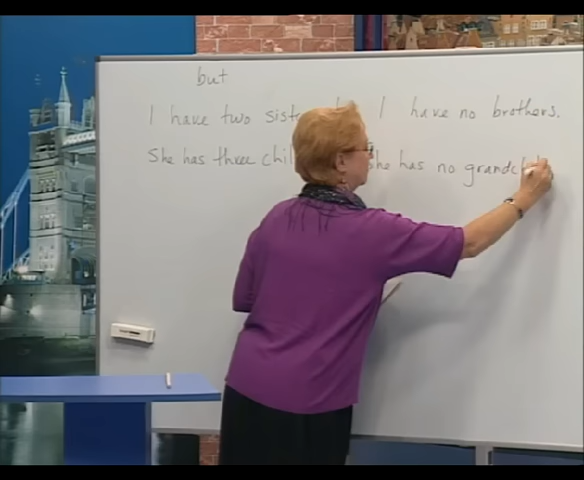 but
I have two I have no brothers.
She has three has no